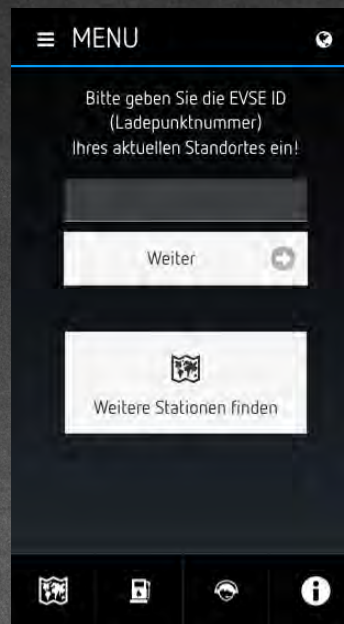 MENU
Bitte geben Sie die EVSE ID
(Ladepunktnummer)
Ihres aktuellen Standortes ein!
Weiter
Weitere Stationen finden